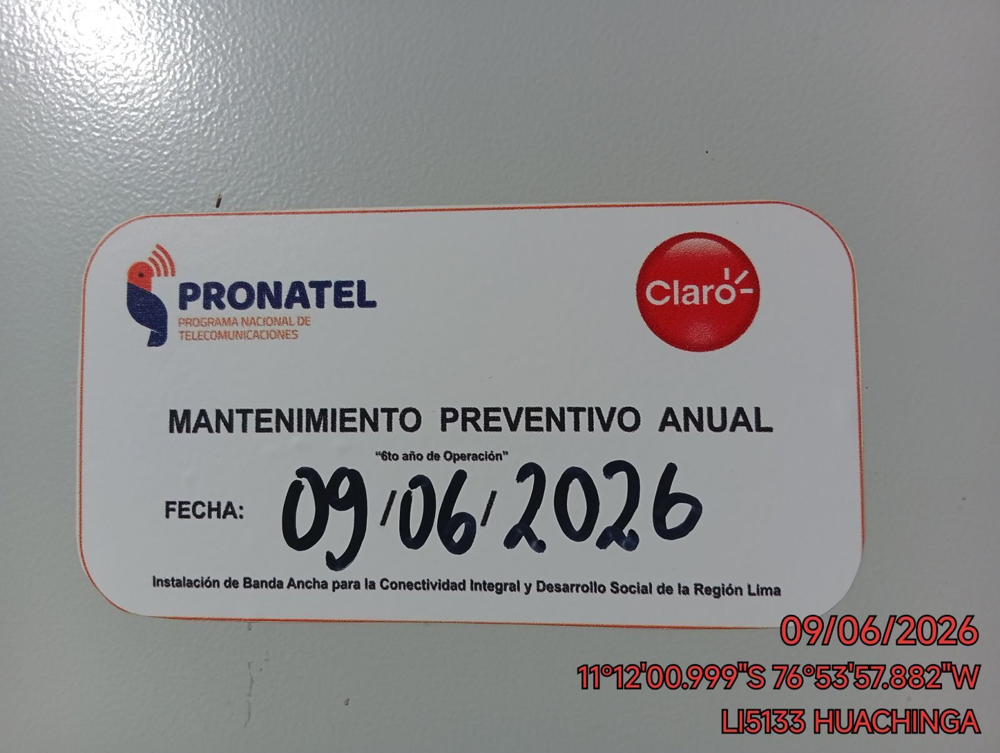 PRONATEL
PROGRAMA NACIONAL DE
TELECOMUNICACIONES
Claro
MANTENIMIENTO PREVENTIVO ANUAL
"6to año de Operación"
FECHA: 09/06/2026
Instalación de Banda Ancha para la Conectividad Integral y Desarrollo Social de la Región Lima
09/06/2026
11°12'00.999"S 76°53'57.882"W
LI5133 HUACHINGA